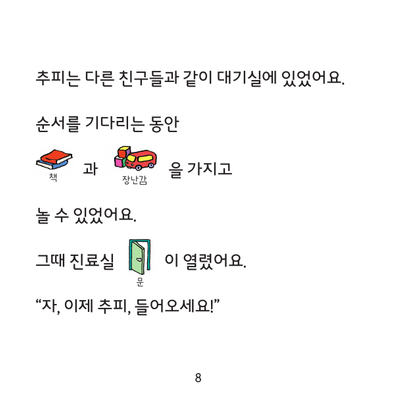 추피는 다른 친구들과 같이 대기실에 있었어요.
순서를 기다리는 동안
책 과 장난감 을 가지고
놀 수 있었어요.
그때 진료실 문 이 열렸어요.
“자, 이제 추피, 들어오세요!”
8